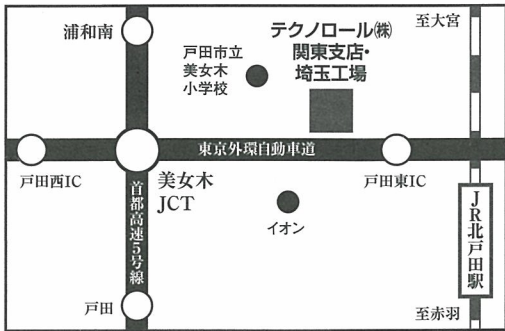 浦和南
戸田市立
美女木
小学校
テクノロール㈱
関東支店・
埼玉工場
至大宮
東京外環自動車道
戸田西IC
美女木
JCT
戸田東IC
首都高速5号線
イオン
JR北戸田駅
戸田
至赤羽